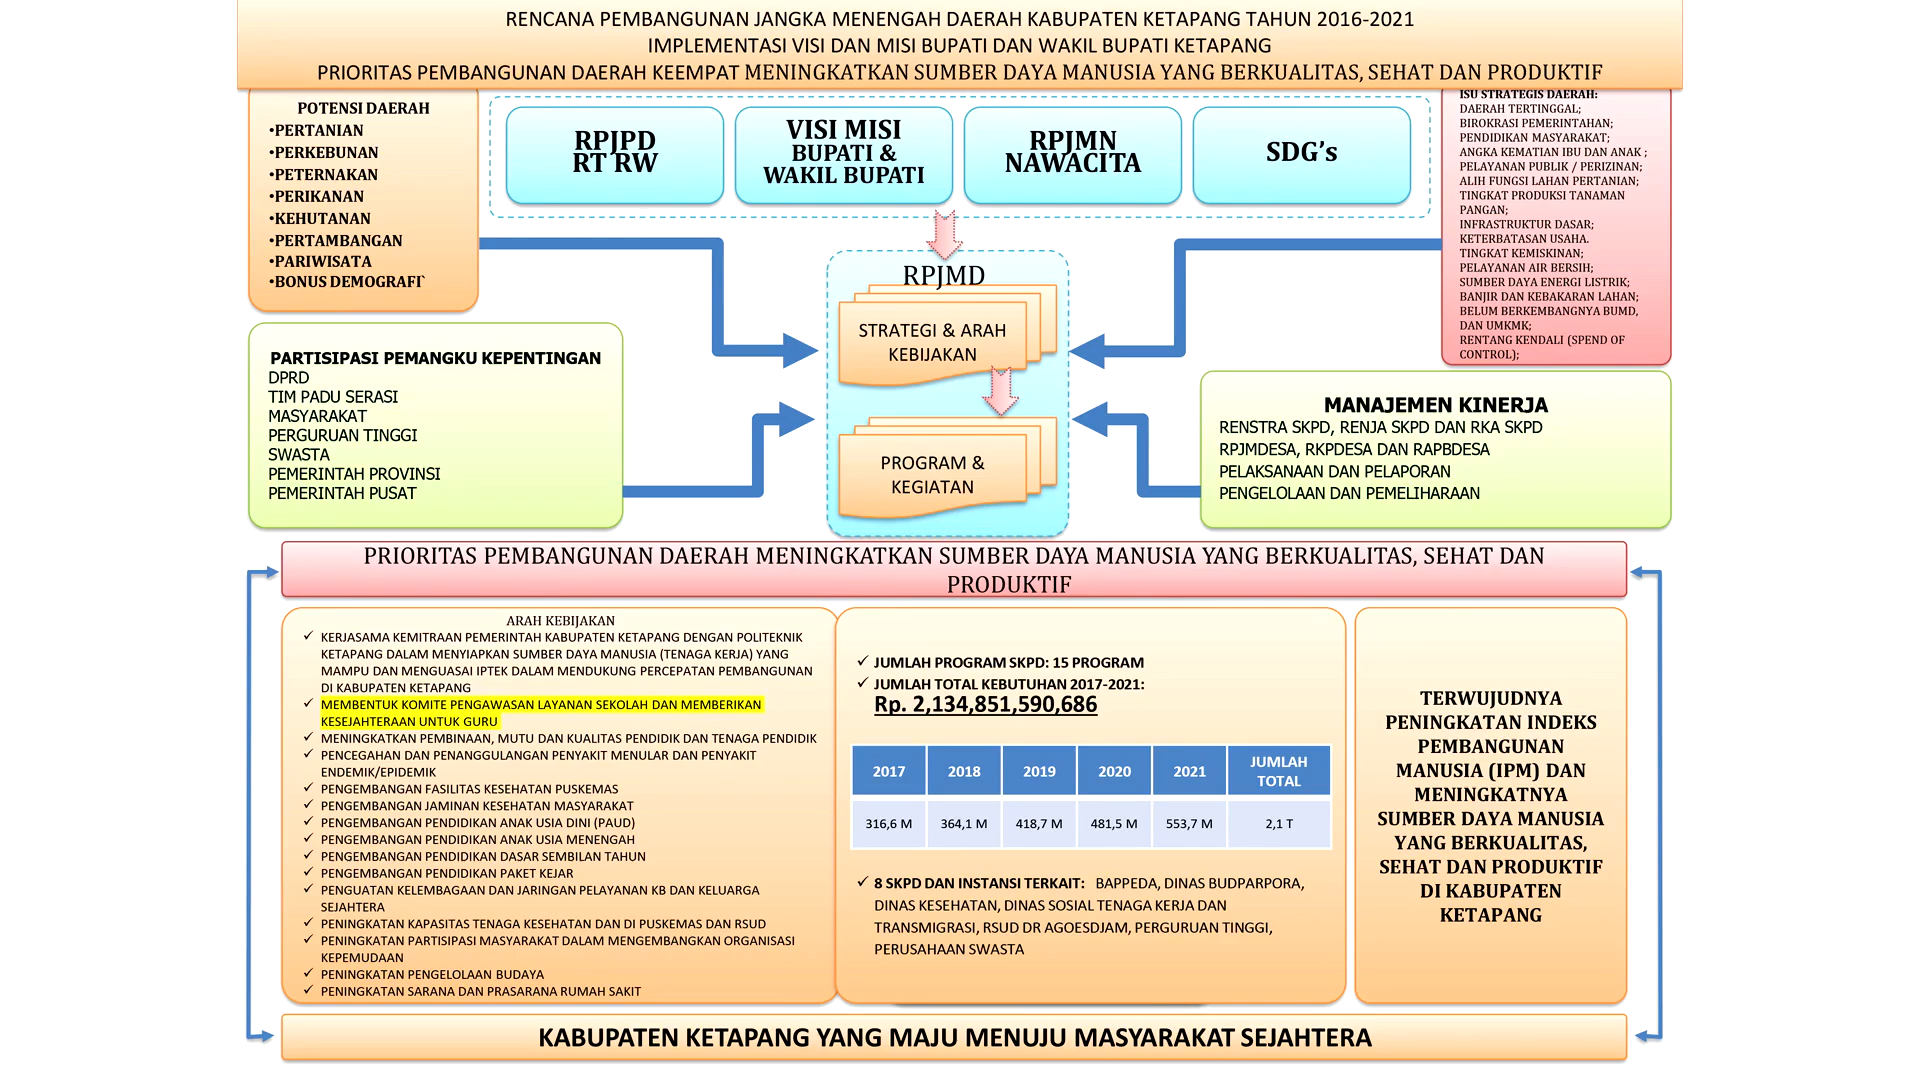 RENCANA PEMBANGUNAN JANGKA MENENGAH DAERAH KABUPATEN KETAPANG TAHUN 2016-2021
IMPLEMENTASI VISI DAN MISI BUPATI DAN WAKIL BUPATI KETAPANG
PRIORITAS PEMBANGUNAN DAERAH KEEMPAT MENINGKATKAN SUMBER DAYA MANUSIA YANG BERKUALITAS, SEHAT DAN PRODUKTIF
POTENSI DAERAH
•PERTANIAN
•PERKEBUNAN
•PETERNAKAN
•PERIKANAN
•KEHUTANAN
•PERTAMBANGAN
•PARIWISATA
•BONUS DEMOGRAFI`
RPJPD
RT RW
VISI MISI
BUPATI &
WAKIL BUPATI
RPJMN
NAWACITA
SDG's
ISU STRATEGIS DAERAH:
DAERAH TERTINGGAL;
BIROKRASI PEMERINTAHAN;
PENDIDIKAN MASYARAKAT;
ANGKA KEMATIAN IBU DAN ANAK ;
PELAYANAN PUBLIK / PERIZINAN;
ALIH FUNGSI LAHAN PERTANIAN;
TINGKAT PRODUKSI TANAMAN
PANGAN;
INFRASTRUKTUR DASAR;
KETERBATASAN USAHA.
TINGKAT KEMISKINAN;
PELAYANAN AIR BERSIH;
SUMBER DAYA ENERGI LISTRIK;
BANJIR DAN KEBAKARAN LAHAN;
BELUM BERKEMBANGNYA BUMD,
DAN UMKMK;
RENTANG KENDALI (SPEND OF
CONTROL);
RPJMD
STRATEGI & ARAH
KEBIJAKAN
PROGRAM &
KEGIATAN
PARTISIPASI PEMANGKU KEPENTINGAN
DPRD
TIM PADU SERASI
MASYARAKAT
PERGURUAN TINGGI
SWASTA
PEMERINTAH PROVINSI
PEMERINTAH PUSAT
MANAJEMEN KINERJA
RENSTRA SKPD, RENJA SKPD DAN RKA SKPD
RPJMDESA, RKPDESA DAN RAPBDESA
PELAKSANAAN DAN PELAPORAN
PENGELOLAAN DAN PEMELIHARAAN
PRIORITAS PEMBANGUNAN DAERAH MENINGKATKAN SUMBER DAYA MANUSIA YANG BERKUALITAS, SEHAT DAN
PRODUKTIF
ARAH KEBIJAKAN
✓ KERJASAMA KEMITRAAN PEMERINTAH KABUPATEN KETAPANG DENGAN POLITEKNIK
KETAPANG DALAM MENYIAPKAN SUMBER DAYA MANUSIA (TENAGA KERJA) YANG
MAMPU DAN MENGUASAI IPTEK DALAM MENDUKUNG PERCEPATAN PEMBANGUNAN
DI KABUPATEN KETAPANG
✓ MEMBENTUK KOMITE PENGAWASAN LAYANAN SEKOLAH DAN MEMBERIKAN
KESEJAHTERAAN UNTUK GURU
✓ MENINGKATKAN PEMBINAAN, MUTU DAN KUALITAS PENDIDIK DAN TENAGA PENDIDIK
✓ PENCEGAHAN DAN PENANGGULANGAN PENYAKIT MENULAR DAN PENYAKIT
ENDEMIK/EPIDEMIK
✓ PENGEMBANGAN FASILITAS KESEHATAN PUSKEMAS
✓ PENGEMBANGAN JAMINAN KESEHATAN MASYARAKAT
✓ PENGEMBANGAN PENDIDIKAN ANAK USIA DINI (PAUD)
✓ PENGEMBANGAN PENDIDIKAN ANAK USIA MENENGAH
✓ PENGEMBANGAN PENDIDIKAN DASAR SEMBILAN TAHUN
✓ PENGEMBANGAN PENDIDIKAN PAKET KEJAR
✓ PENGUATAN KELEMBAGAAN DAN JARINGAN PELAYANAN KB DAN KELUARGA
SEJAHTERA
✓ PENINGKATAN KAPASITAS TENAGA KESEHATAN DAN DI PUSKEMAS DAN RSUD
✓ PENINGKATAN PARTISIPASI MASYARAKAT DALAM MENGEMBANGKAN ORGANISASI
KEPEMUDAAN
✓ PENINGKATAN PENGELOLAAN BUDAYA
✓ PENINGKATAN SARANA DAN PRASARANA RUMAH SAKIT
✓ JUMLAH PROGRAM SKPD: 15 PROGRAM
✓ JUMLAH TOTAL KEBUTUHAN 2017-2021:
Rp. 2,134,851,590,686
2017 2018 2019 2020 2021 JUMLAH
TOTAL
316,6 M 364,1 M 418,7 M 481,5 M 553,7 M 2,1 T
✓ 8 SKPD DAN INSTANSI TERKAIT: BAPPEDA, DINAS BUDPARPORA,
DINAS KESEHATAN, DINAS SOSIAL TENAGA KERJA DAN
TRANSMIGRASI, RSUD DR AGOESDJAM, PERGURUAN TINGGI,
PERUSAHAAN SWASTA
TERWUJUDNYA
PENINGKATAN INDEKS
PEMBANGUNAN
MANUSIA (IPM) DAN
MENINGKATNYA
SUMBER DAYA MANUSIA
YANG BERKUALITAS,
SEHAT DAN PRODUKTIF
DI KABUPATEN
KETAPANG
KABUPATEN KETAPANG YANG MAJU MENUJU MASYARAKAT SEJAHTERA